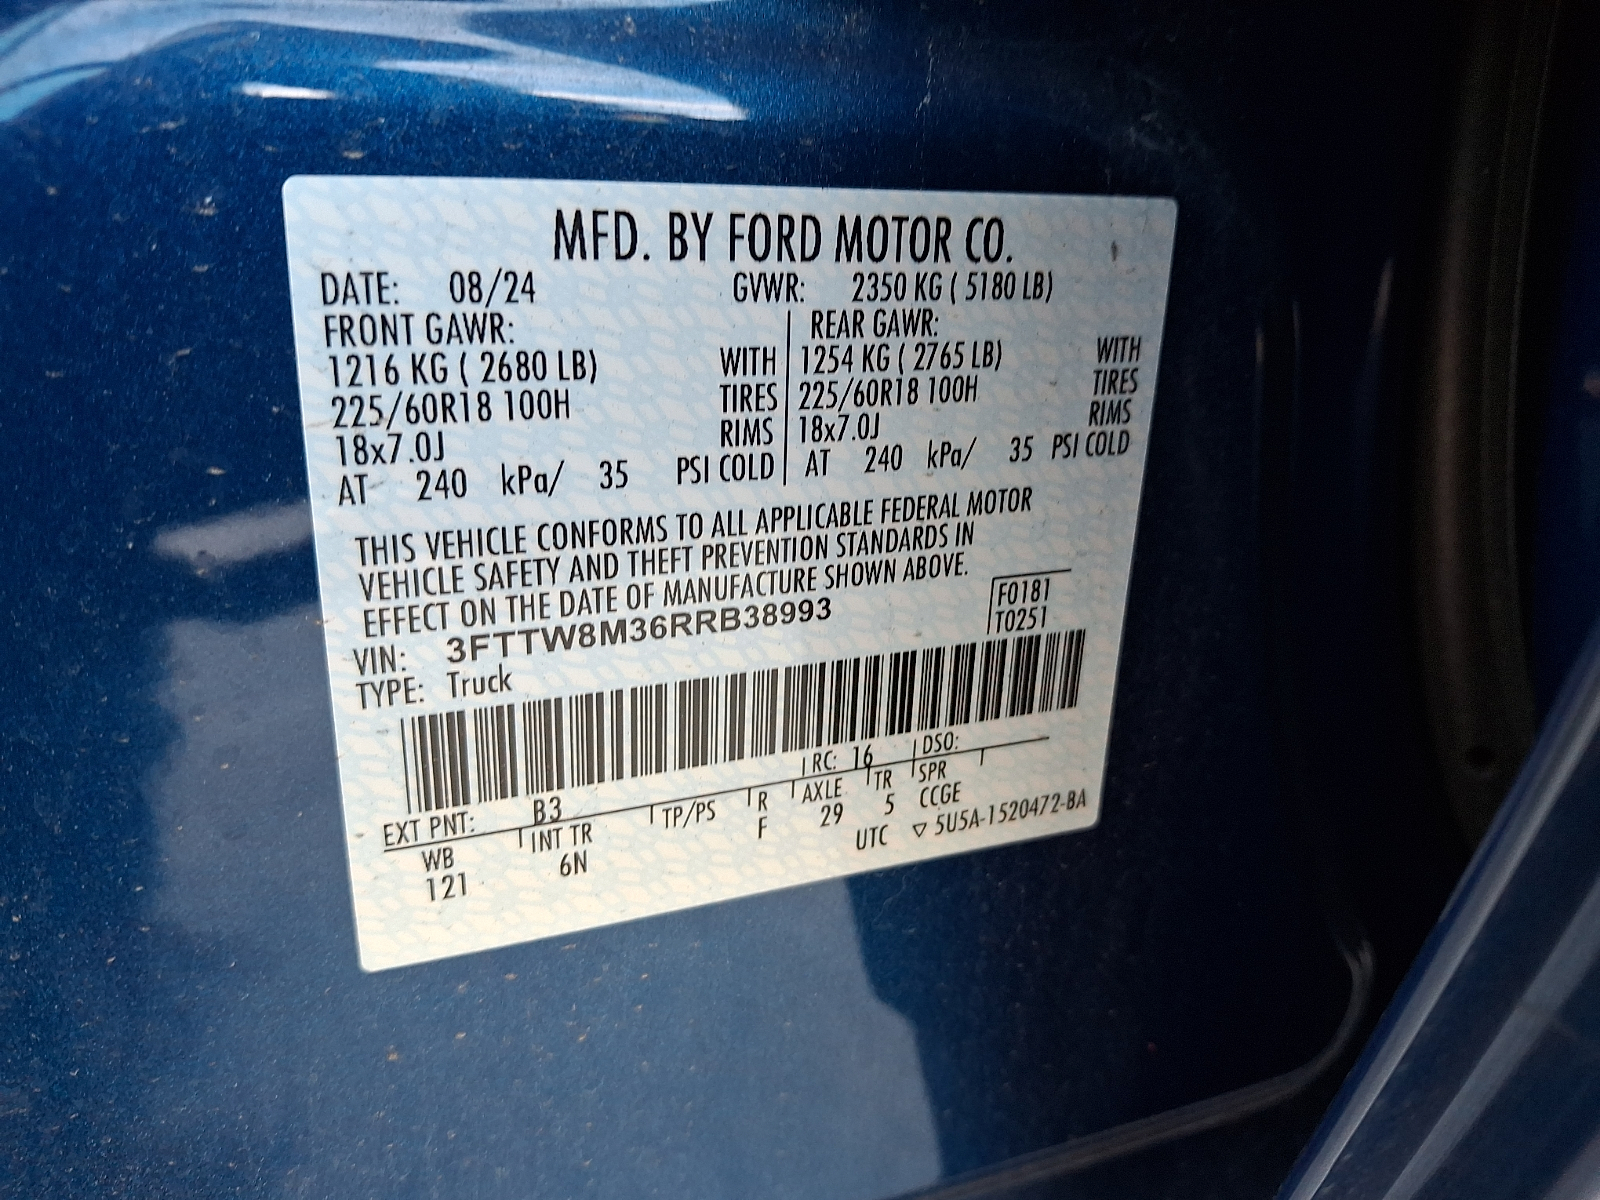 MFD. BY FORD MOTOR CO.
DATE: 08/24 GVWR: 2350 KG ( 5180 LB)
FRONT GAWR: REAR GAWR:
1216 KG ( 2680 LB) WITH 1254 KG ( 2765 LB) WITH
225/60R18 100H TIRES 225/60R18 100H TIRES
18x7.0J RIMS 18x7.0J RIMS
AT 240 kPa/ 35 PSI COLD AT 240 kPa/ 35 PSI COLD
THIS VEHICLE CONFORMS TO ALL APPLICABLE FEDERAL MOTOR
VEHICLE SAFETY AND THEFT PREVENTION STANDARDS IN
EFFECT ON THE DATE OF MANUFACTURE SHOWN ABOVE.
F0181
VIN: 3FTTW8M36RRB38993 T0251
TYPE: Truck
EXT PNT: B3 RC: 16 DSO:
WB INT TR TP/PS R AXLE TR SPR
121 6N F 29 5 CCGE
UTC ▽ 5U5A-1520472-BA